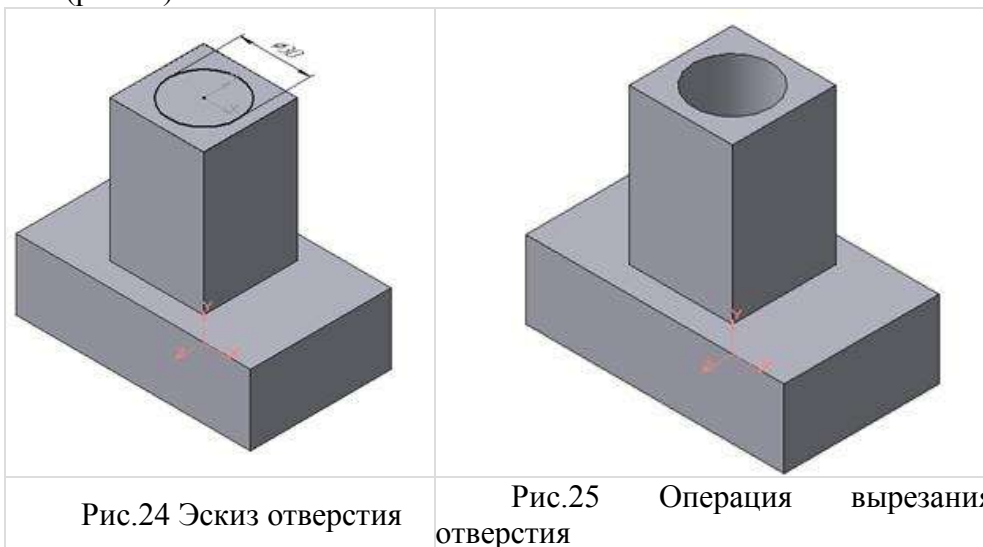 Рис.24 Эскиз отверстия
Рис.25 Операция вырезания
отверстия